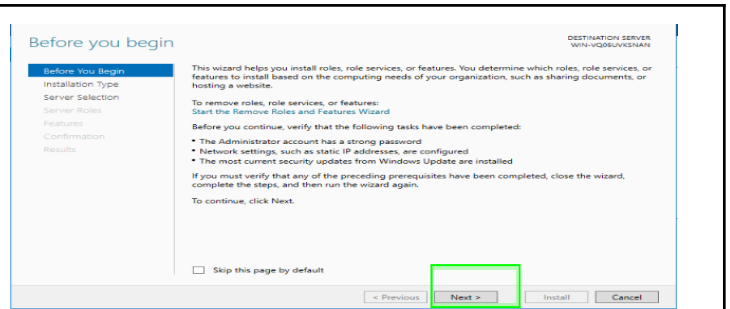 Before you begin
DESTINATION SERVER
WIN-VQ06UVKSNAN
Before You Begin
Installation Type
Server Selection
Server Roles
Features
Confirmation
Results
This wizard helps you install roles, role services, or features. You determine which roles, role services, or
features to install based on the computing needs of your organization, such as sharing documents, or
hosting a website.
To remove roles, role services, or features:
Start the Remove Roles and Features Wizard
Before you continue, verify that the following tasks have been completed:
• The Administrator account has a strong password
• Network settings, such as static IP addresses, are configured
• The most current security updates from Windows Update are installed
If you must verify that any of the preceding prerequisites have been completed, close the wizard,
complete the steps, and then run the wizard again.
To continue, click Next.
Skip this page by default
< Previous
Next >
Install
Cancel